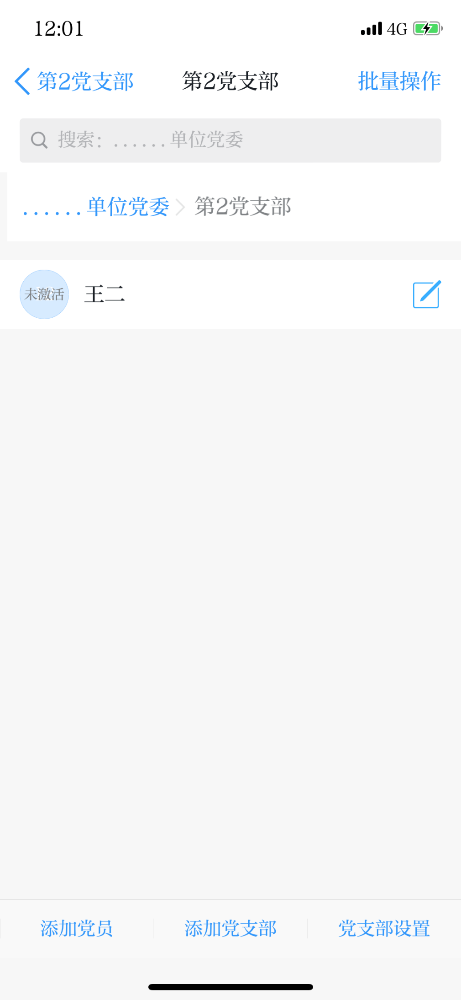 12:01 4G
第2党支部 第2党支部 批量操作
搜索：......单位党委
......单位党委 第2党支部
未激活 王二
添加党员 添加党支部 党支部设置